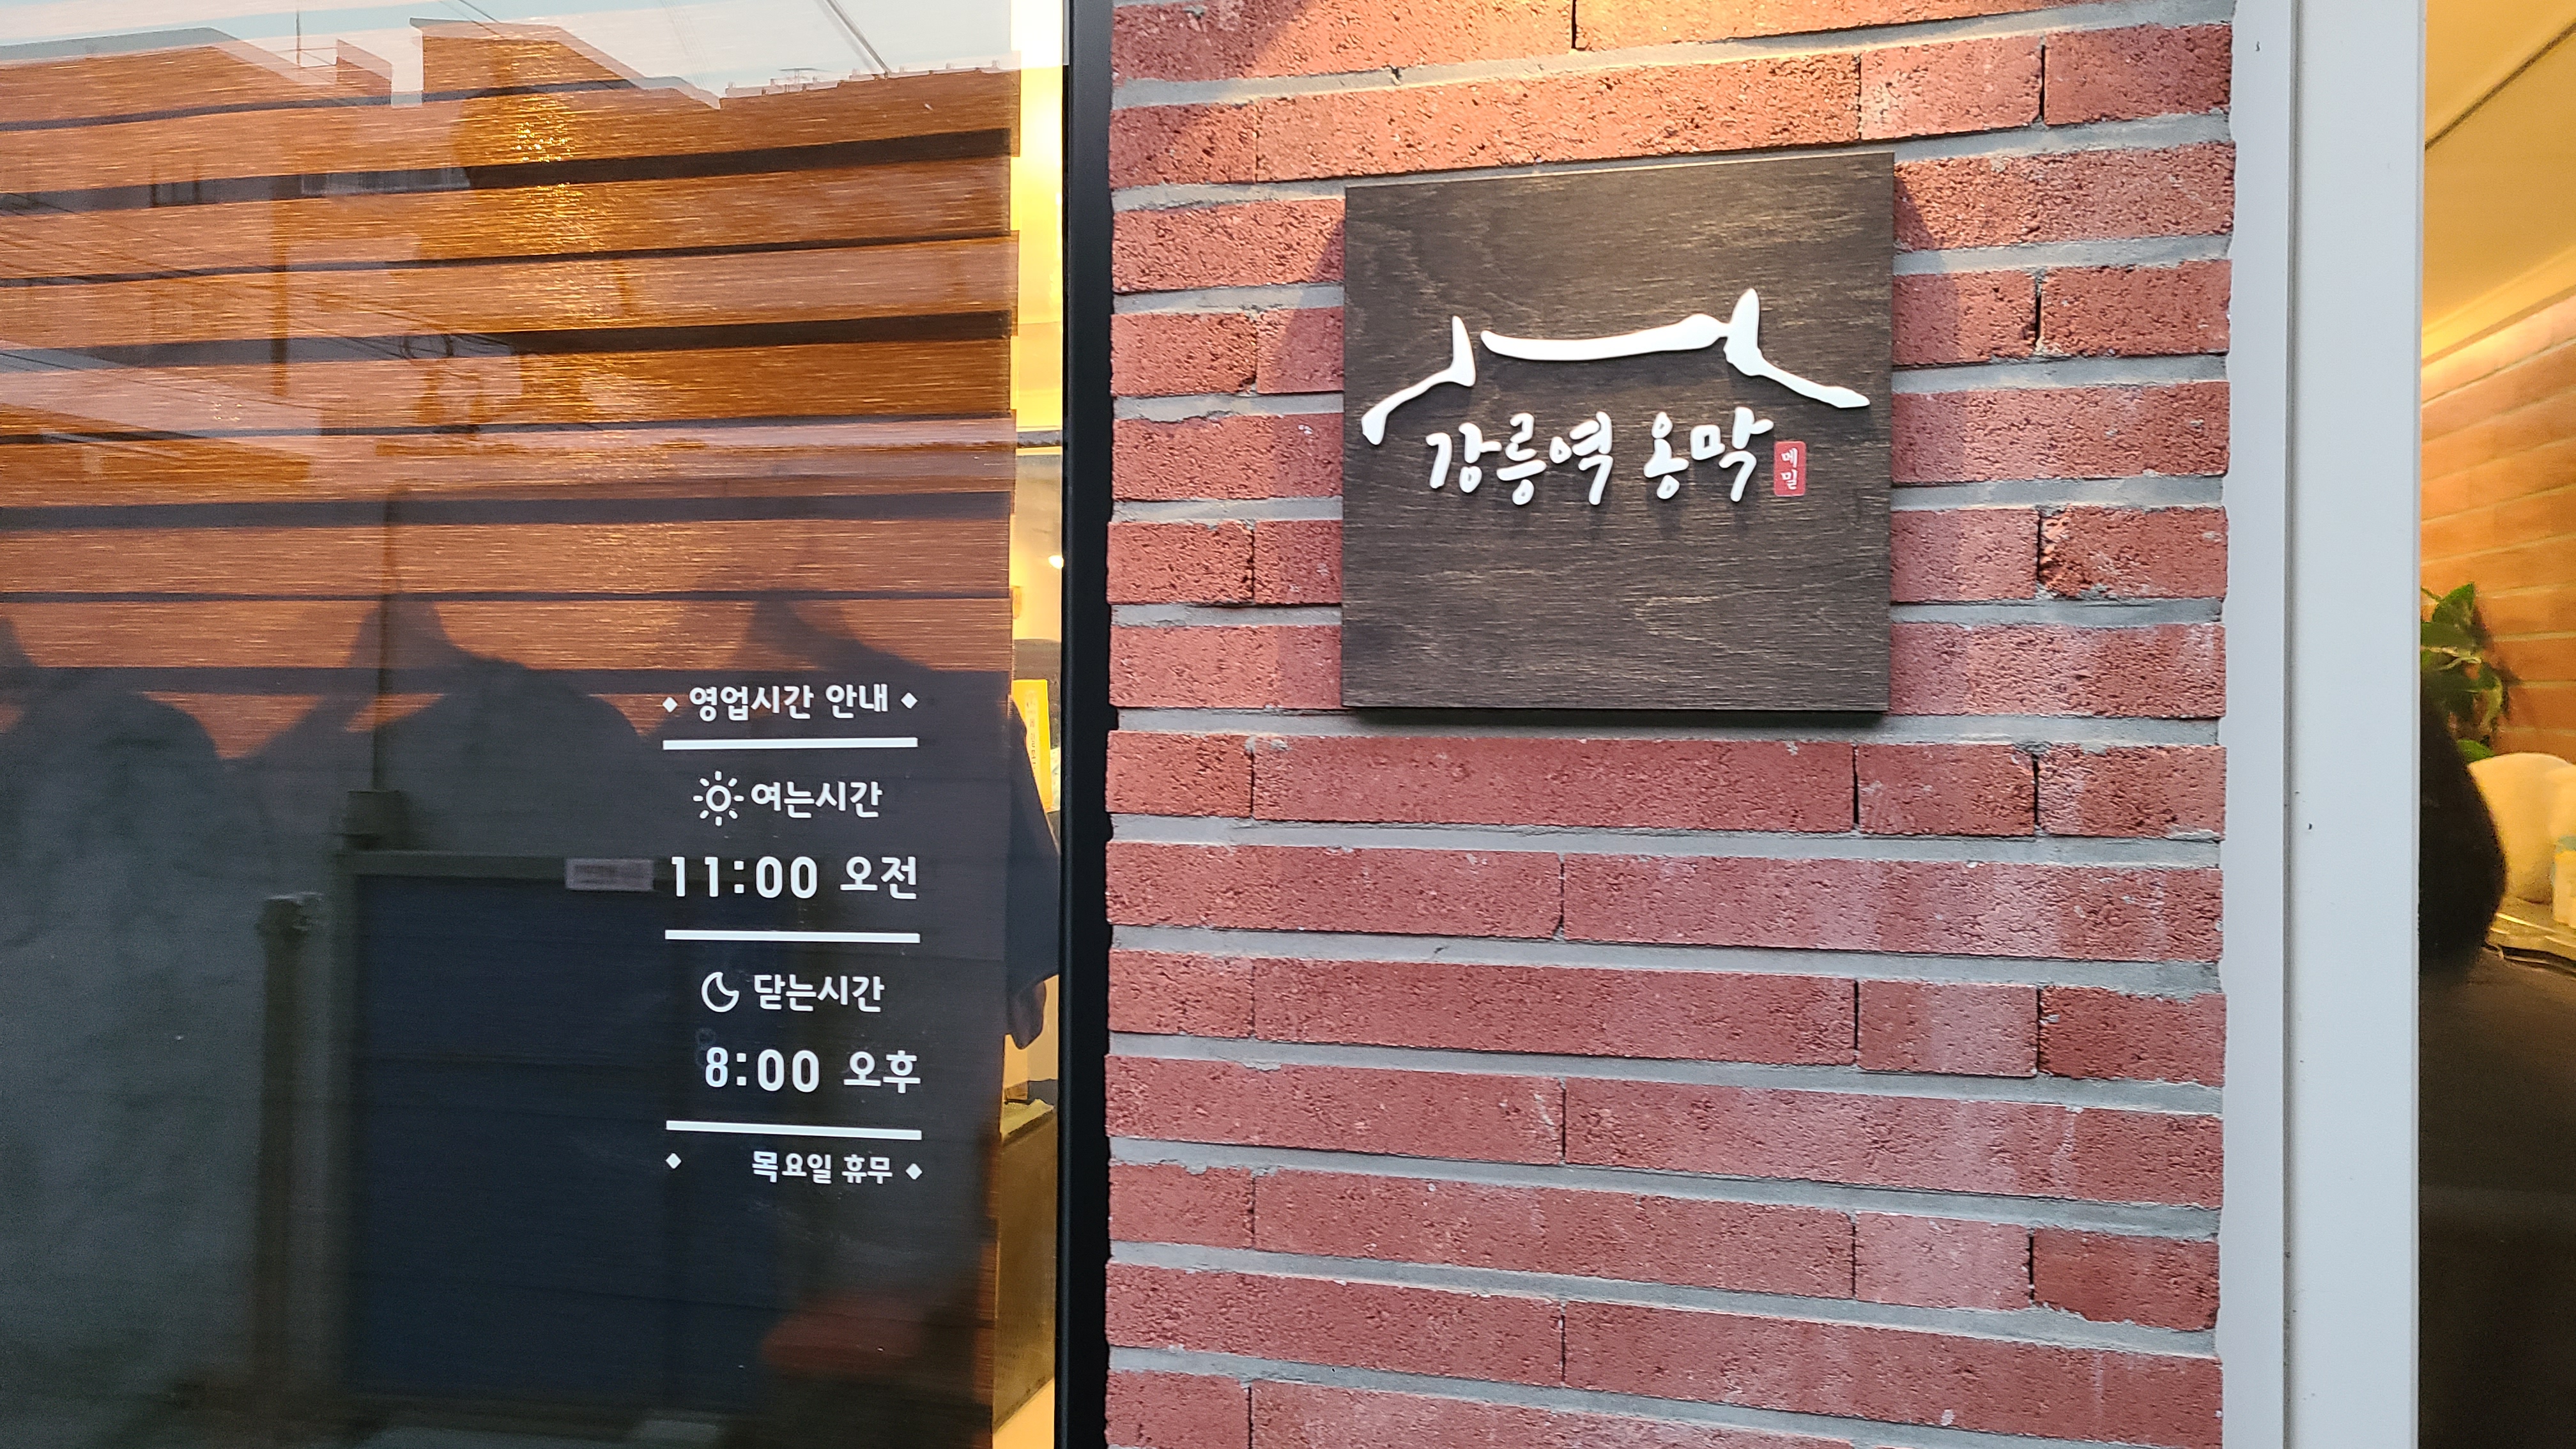 영업시간 안내
여는시간
11:00 오전
닫는시간
8:00 오후
목요일 휴무
강릉역 옹막
메밀